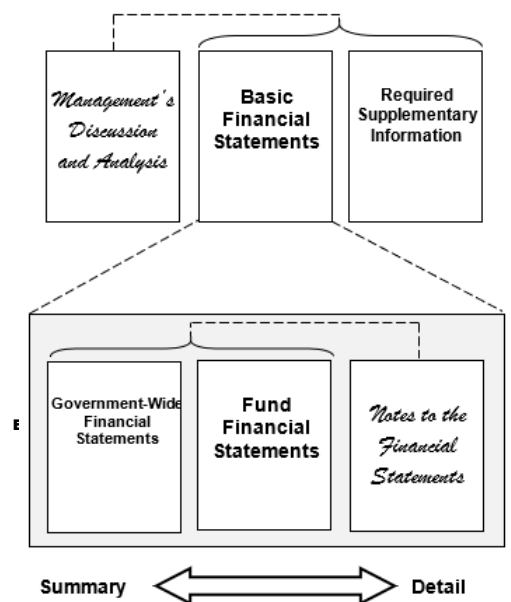 Management's
Discussion
and Analysis
Basic
Financial
Statements
Required
Supplementary
Information
Government-Wide
Financial
Statements
Fund
Financial
Statements
Notes to the
Financial
Statements
Summary
Detail